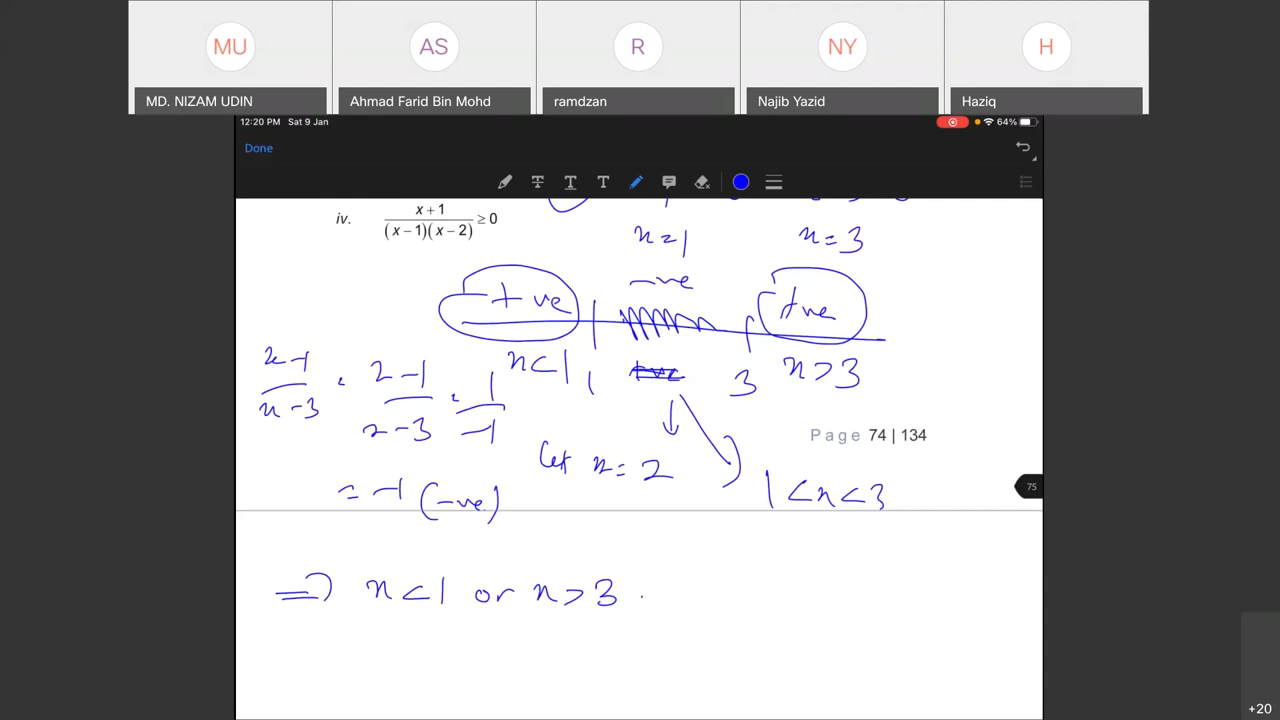 MU AS R NY H
MD. NIZAM UDIN Ahmad Farid Bin Mohd ramdzan Najib Yazid Haziq
12:20 PM Sat 9 Jan 64%
Done
iv. (x+1)/((x−1)(x−2)) ≥ 0
x=1 x=3
-ve
+ve +ve
x<1 1 3 x>3
(x-1)/(x-3) = (2-1)/(2-3) = 1/-1
Page 74 | 134
let x = 2
75
= -1 (-ve) 1<x<3
⇒ x<1 or x>3.
+20